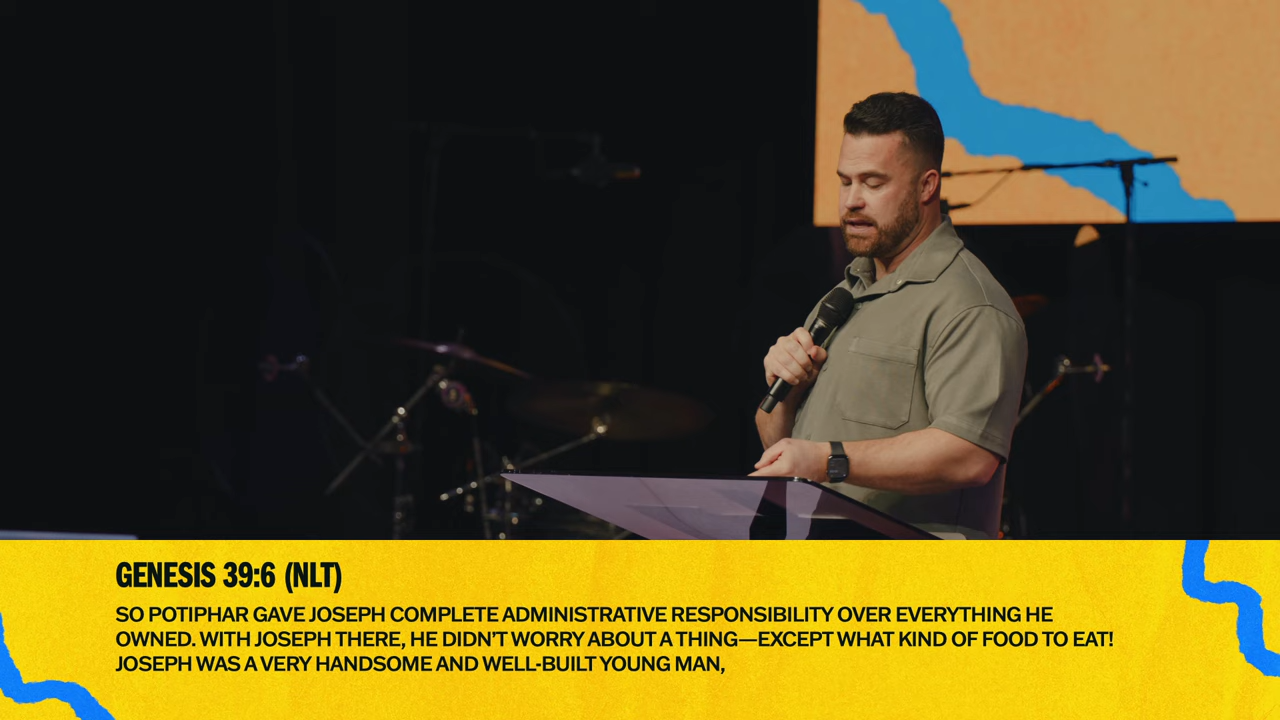 GENESIS 39:6 (NLT)
SO POTIPHAR GAVE JOSEPH COMPLETE ADMINISTRATIVE RESPONSIBILITY OVER EVERYTHING HE
OWNED. WITH JOSEPH THERE, HE DIDN'T WORRY ABOUT A THING—EXCEPT WHAT KIND OF FOOD TO EAT!
JOSEPH WAS A VERY HANDSOME AND WELL-BUILT YOUNG MAN,